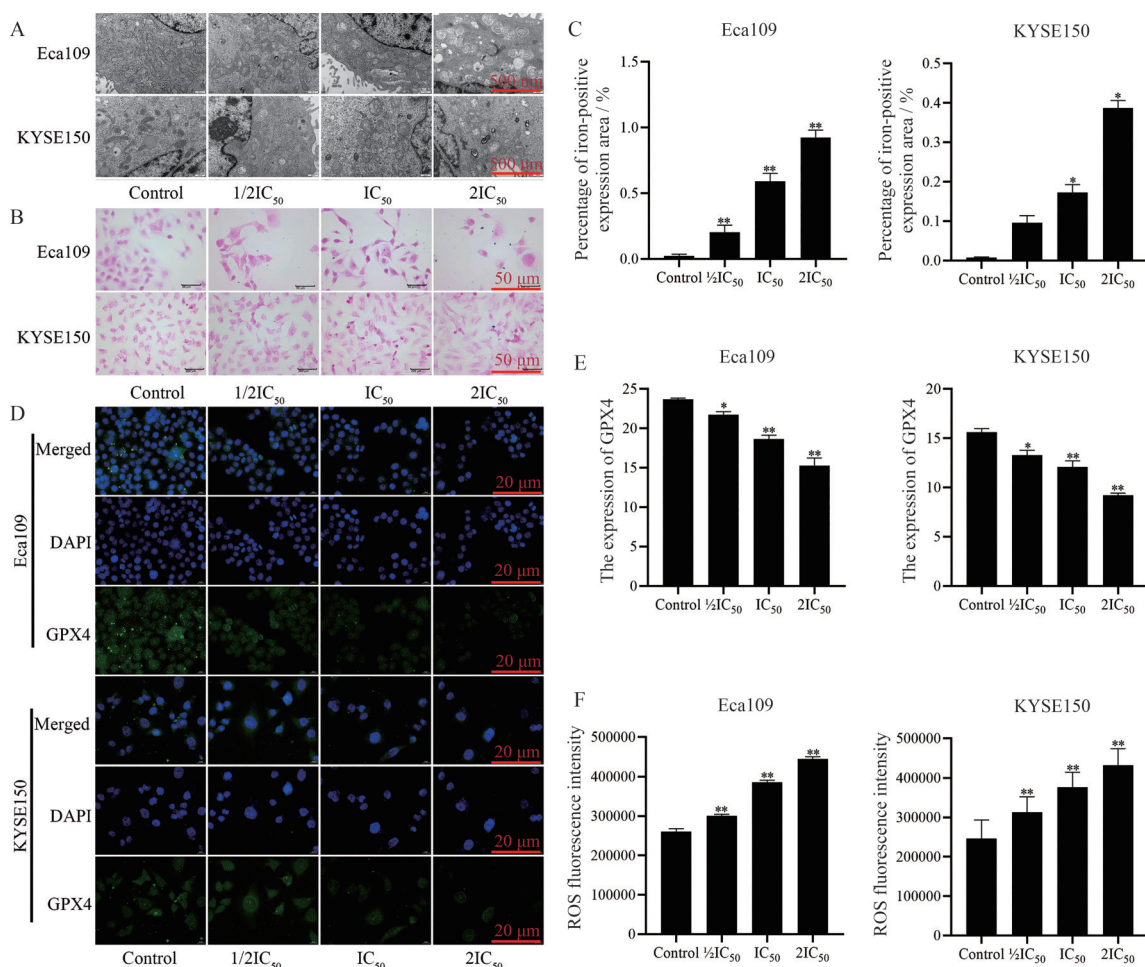 A
Eca109
500 nm
KYSE150
500 nm
Control 1/2IC₅₀ IC₅₀ 2IC₅₀
B
Eca109
50 μm
KYSE150
50 μm
Control 1/2IC₅₀ IC₅₀ 2IC₅₀
D
Eca109
Merged
20 μm
DAPI
20 μm
GPX4
20 μm
KYSE150
Merged
20 μm
DAPI
20 μm
GPX4
20 μm
Control 1/2IC₅₀ IC₅₀ 2IC₅₀
C
Eca109
Percentage of iron-positive
expression area / %
1.5
1.0
0.5
0.0
**
**
**
Control ½IC₅₀ IC₅₀ 2IC₅₀
KYSE150
Percentage of iron-positive
expression area / %
0.5
0.4
0.3
0.2
0.1
0.0
*
*
Control ½IC₅₀ IC₅₀ 2IC₅₀
E
Eca109
The expression of GPX4
25
20
15
10
5
0
*
**
**
Control ½IC₅₀ IC₅₀ 2IC₅₀
KYSE150
The expression of GPX4
20
15
10
5
0
*
**
**
Control ½IC₅₀ IC₅₀ 2IC₅₀
F
Eca109
ROS fluorescence intensity
500000
400000
300000
200000
100000
0
**
**
**
Control ½IC₅₀ IC₅₀ 2IC₅₀
KYSE150
ROS fluorescence intensity
500000
400000
300000
200000
100000
0
**
**
**
Control ½IC₅₀ IC₅₀ 2IC₅₀